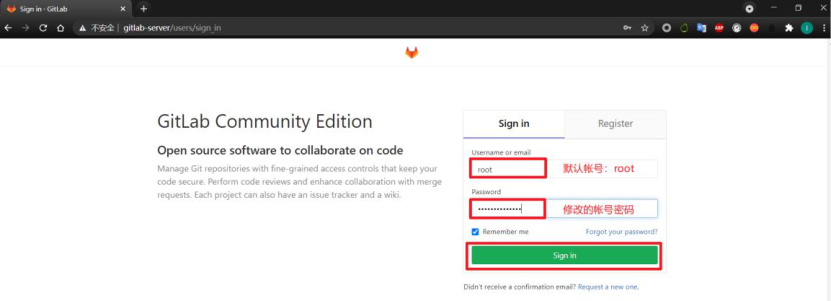 Sign in · GitLab
不安全
gitlab-server/users/sign_in
GitLab Community Edition
Open source software to collaborate on code
Manage Git repositories with fine-grained access controls that keep your
code secure. Perform code reviews and enhance collaboration with merge
requests. Each project can also have an issue tracker and a wiki.
Sign in
Register
Username or email
root
默认帐号：root
Password
修改的帐号密码
Remember me
Forgot your password?
Sign in
Didn't receive a confirmation email? Request a new one.